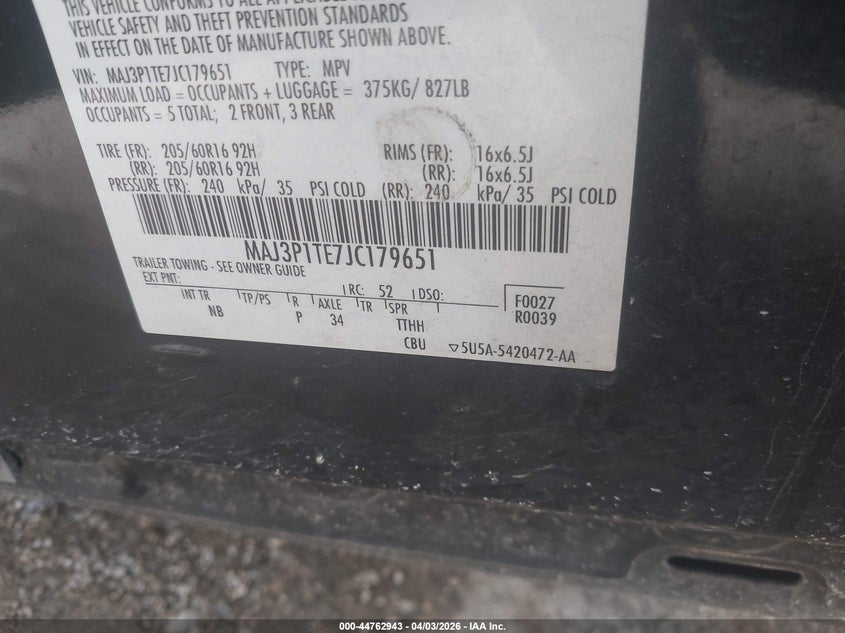 THIS VEHICLE CONFORMS TO ALL
VEHICLE SAFETY AND THEFT PREVENTION STANDARDS
IN EFFECT ON THE DATE OF MANUFACTURE SHOWN ABOVE.
VIN: MAJ3P1TE7JC179651 TYPE: MPV
MAXIMUM LOAD = OCCUPANTS + LUGGAGE = 375KG/ 827LB
OCCUPANTS = 5 TOTAL; 2 FRONT, 3 REAR
TIRE (FR): 205/60R16 92H RIMS (FR): 16x6.5J
(RR): 205/60R16 92H (RR): 16x6.5J
PRESSURE (FR): 240 kPa/ 35 PSI COLD (RR): 240 kPa/ 35 PSI COLD
MAJ3P1TE7JC179651
TRAILER TOWING - SEE OWNER GUIDE
EXT PNT: RC: 52 DSO: F0027
INT TR TP/PS R AXLE TR SPR R0039
NB P 34 TTHH
CBU ▽5U5A-5420472-AA
000-44762943 - 04/03/2026 - IAA Inc.